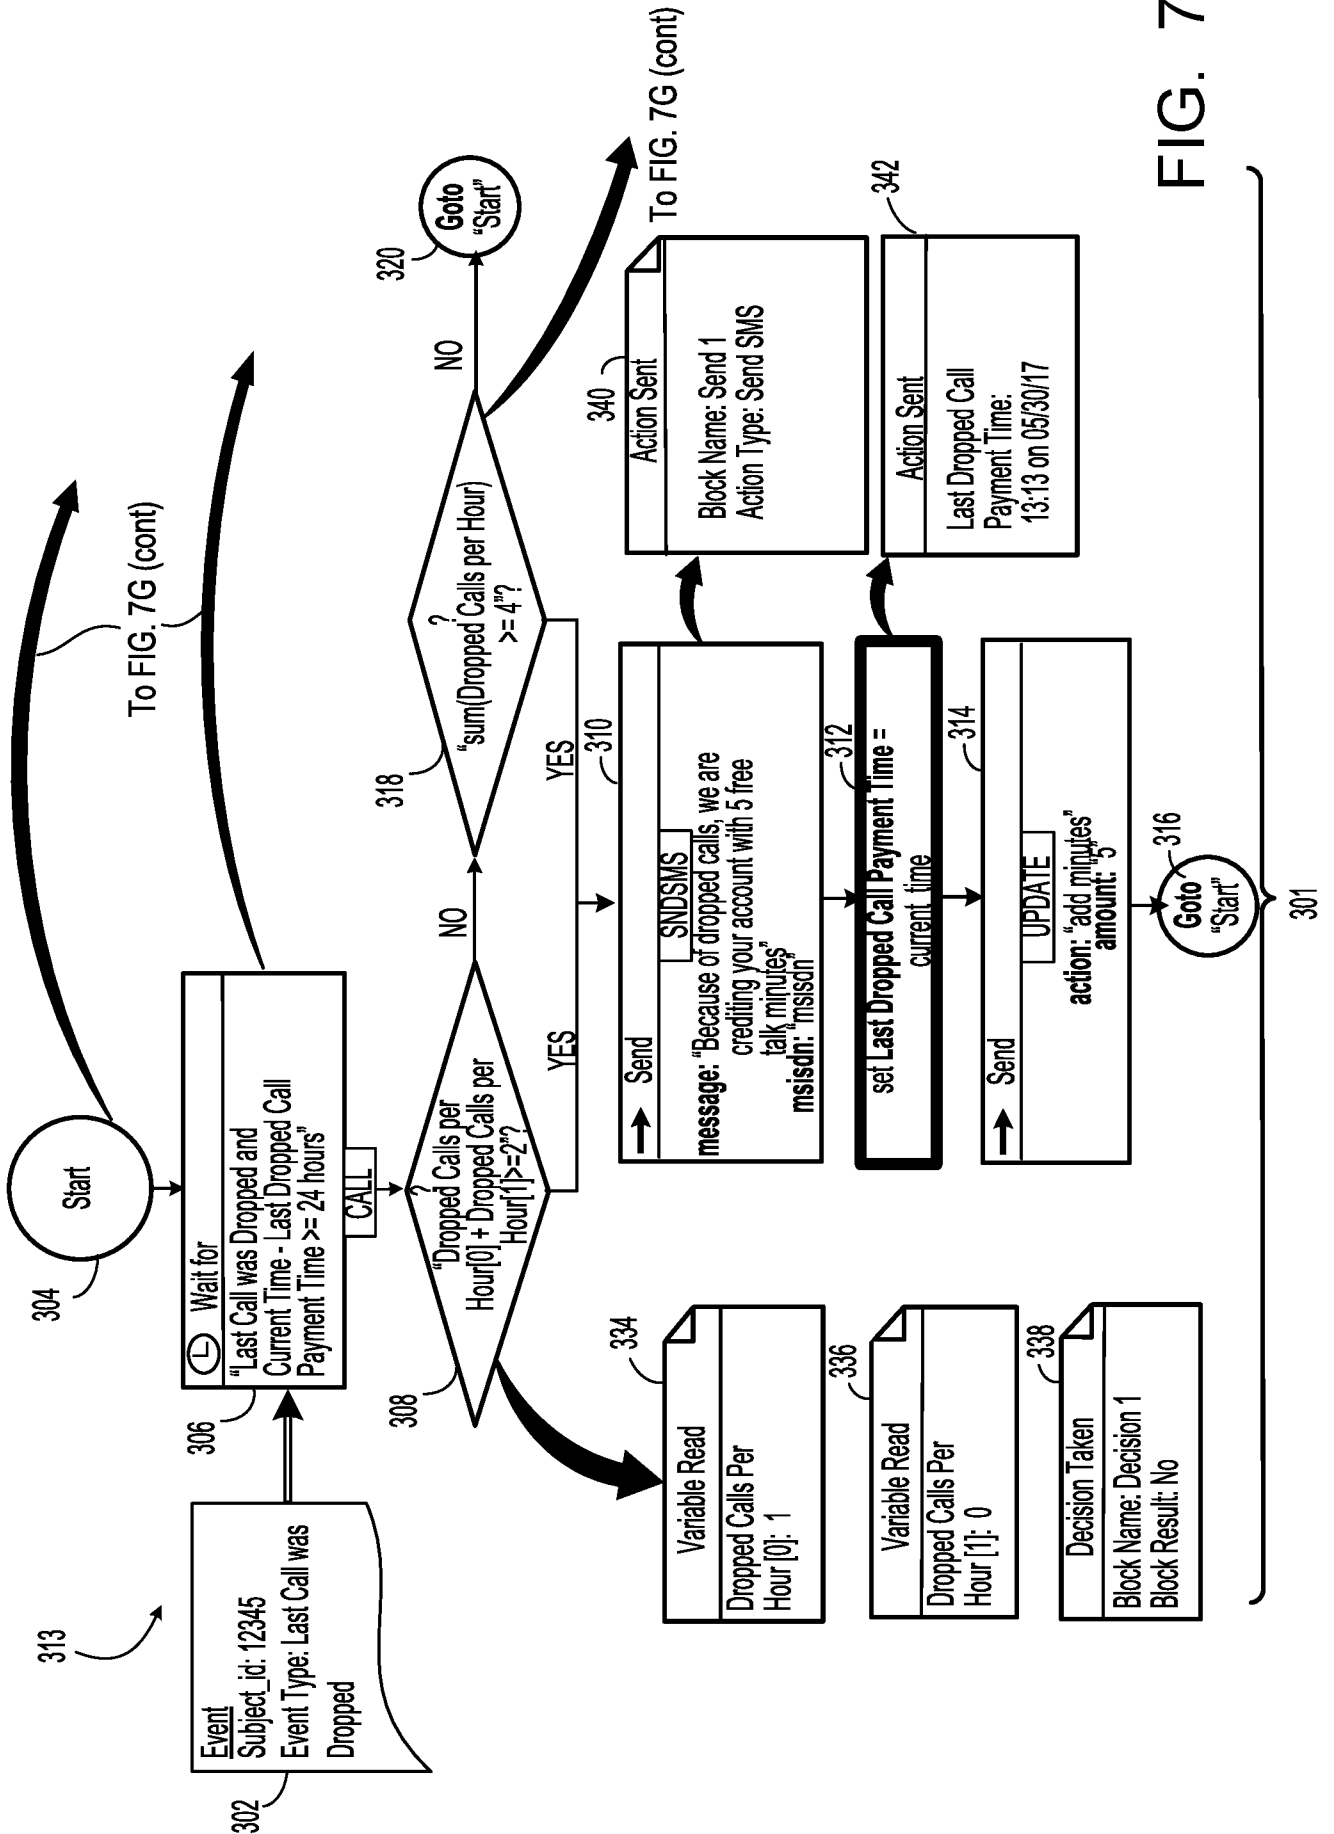 313
302
Event
Subject_id: 12345
Event Type: Last Call was
Dropped
304
Start
To FIG. 7G (cont)
306
Wait for
"Last Call was Dropped and
Current Time - Last Dropped Call
Payment Time >= 24 hours"
CALL
308
?
"Dropped Calls per
Hour[0] + Dropped Calls per
Hour[1]>=2"?
NO
YES
318
?
"sum(Dropped Calls per Hour)
>= 4"?
NO
YES
320
Goto
"Start"
To FIG. 7G (cont)
334
Variable Read
Dropped Calls Per
Hour [0]: 1
336
Variable Read
Dropped Calls Per
Hour [1]: 0
338
Decision Taken
Block Name: Decision 1
Block Result: No
310
Send
SNDSMS
message: "Because of dropped calls, we are
crediting your account with 5 free
talk minutes"
msisdn: "msisdn"
312
set Last Dropped Call Payment Time =
current_time
314
Send
UPDATE
action: "add minutes"
amount: "5"
316
Goto
"Start"
340
Action Sent
Block Name: Send 1
Action Type: Send SMS
342
Action Sent
Last Dropped Call
Payment Time:
13:13 on 05/30/17
301
FIG. 7